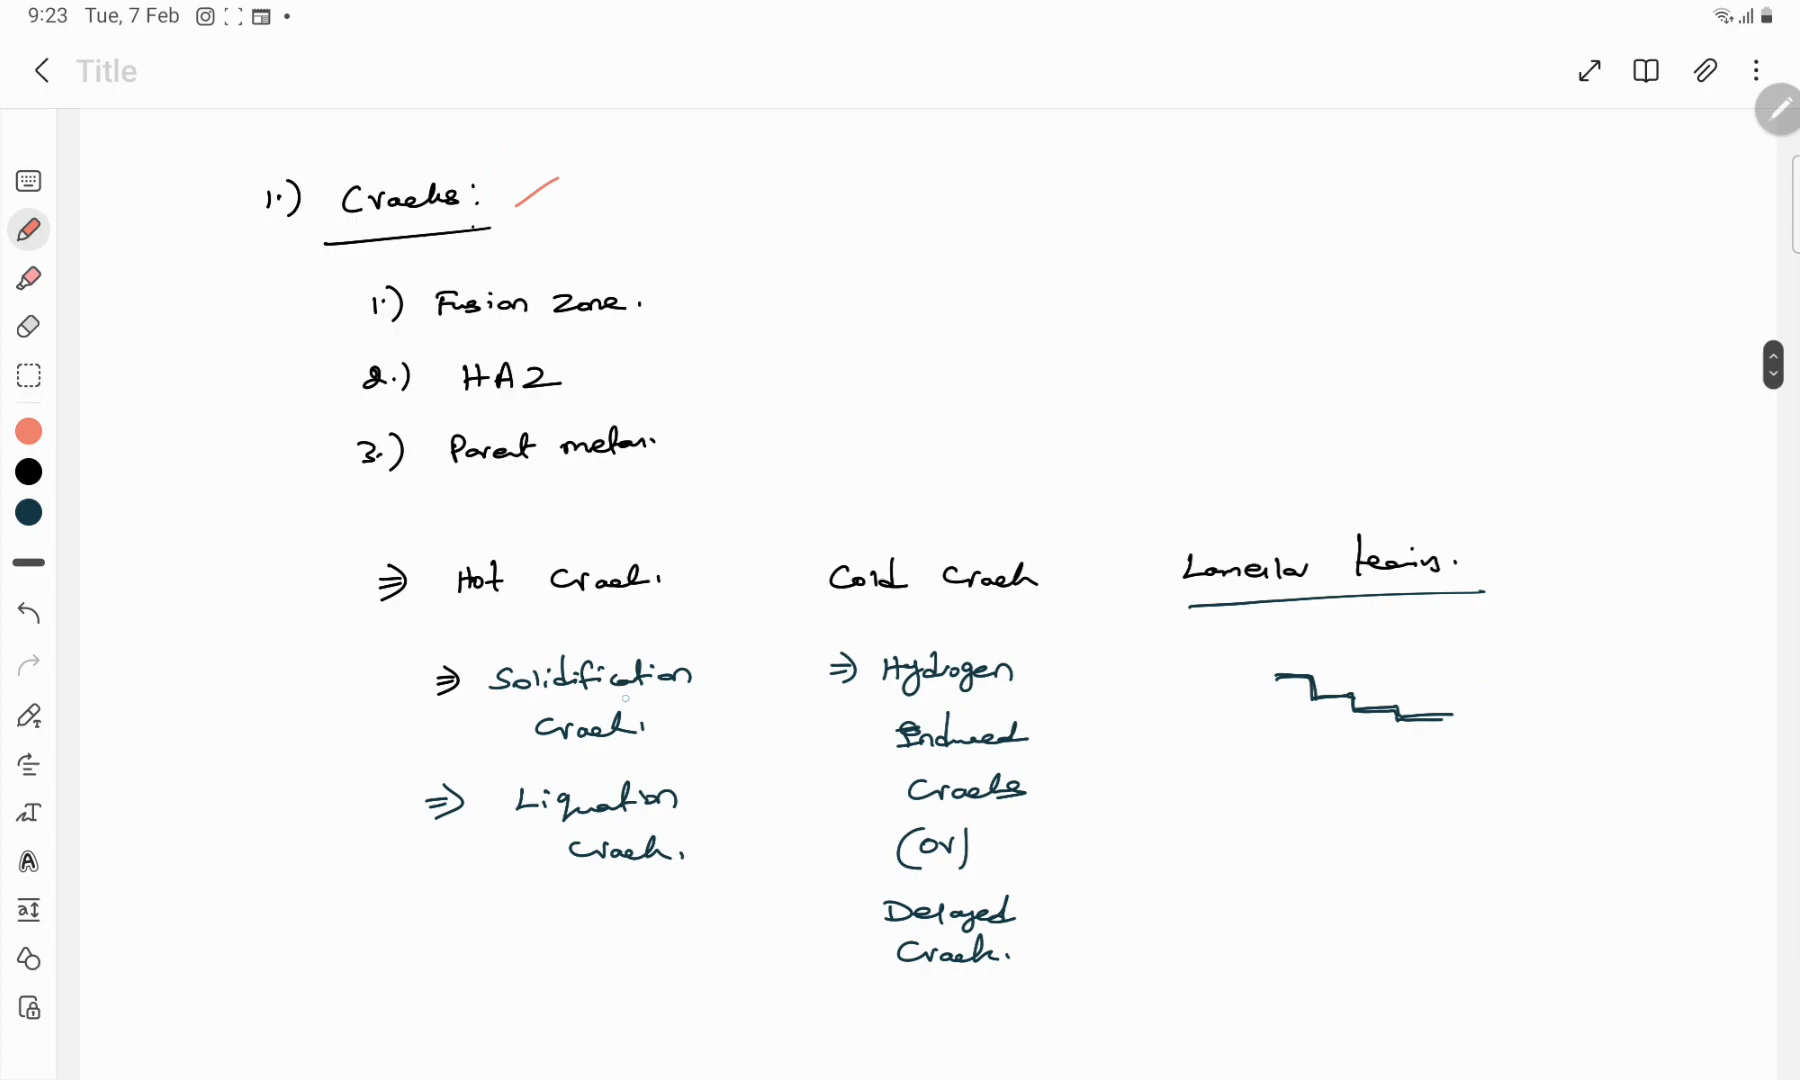 9:23 Tue, 7 Feb
Title
1.) Cracks:
1.) Fusion Zone.
2.) HAZ
3.) Parent metal.
⇒ Hot Crack. Cold Crack Lamellar tearing.
⇒ Solidification
Crack.
⇒ Liquation
Crack.
⇒ Hydrogen
Induced
Cracks
(or)
Delayed
Crack.